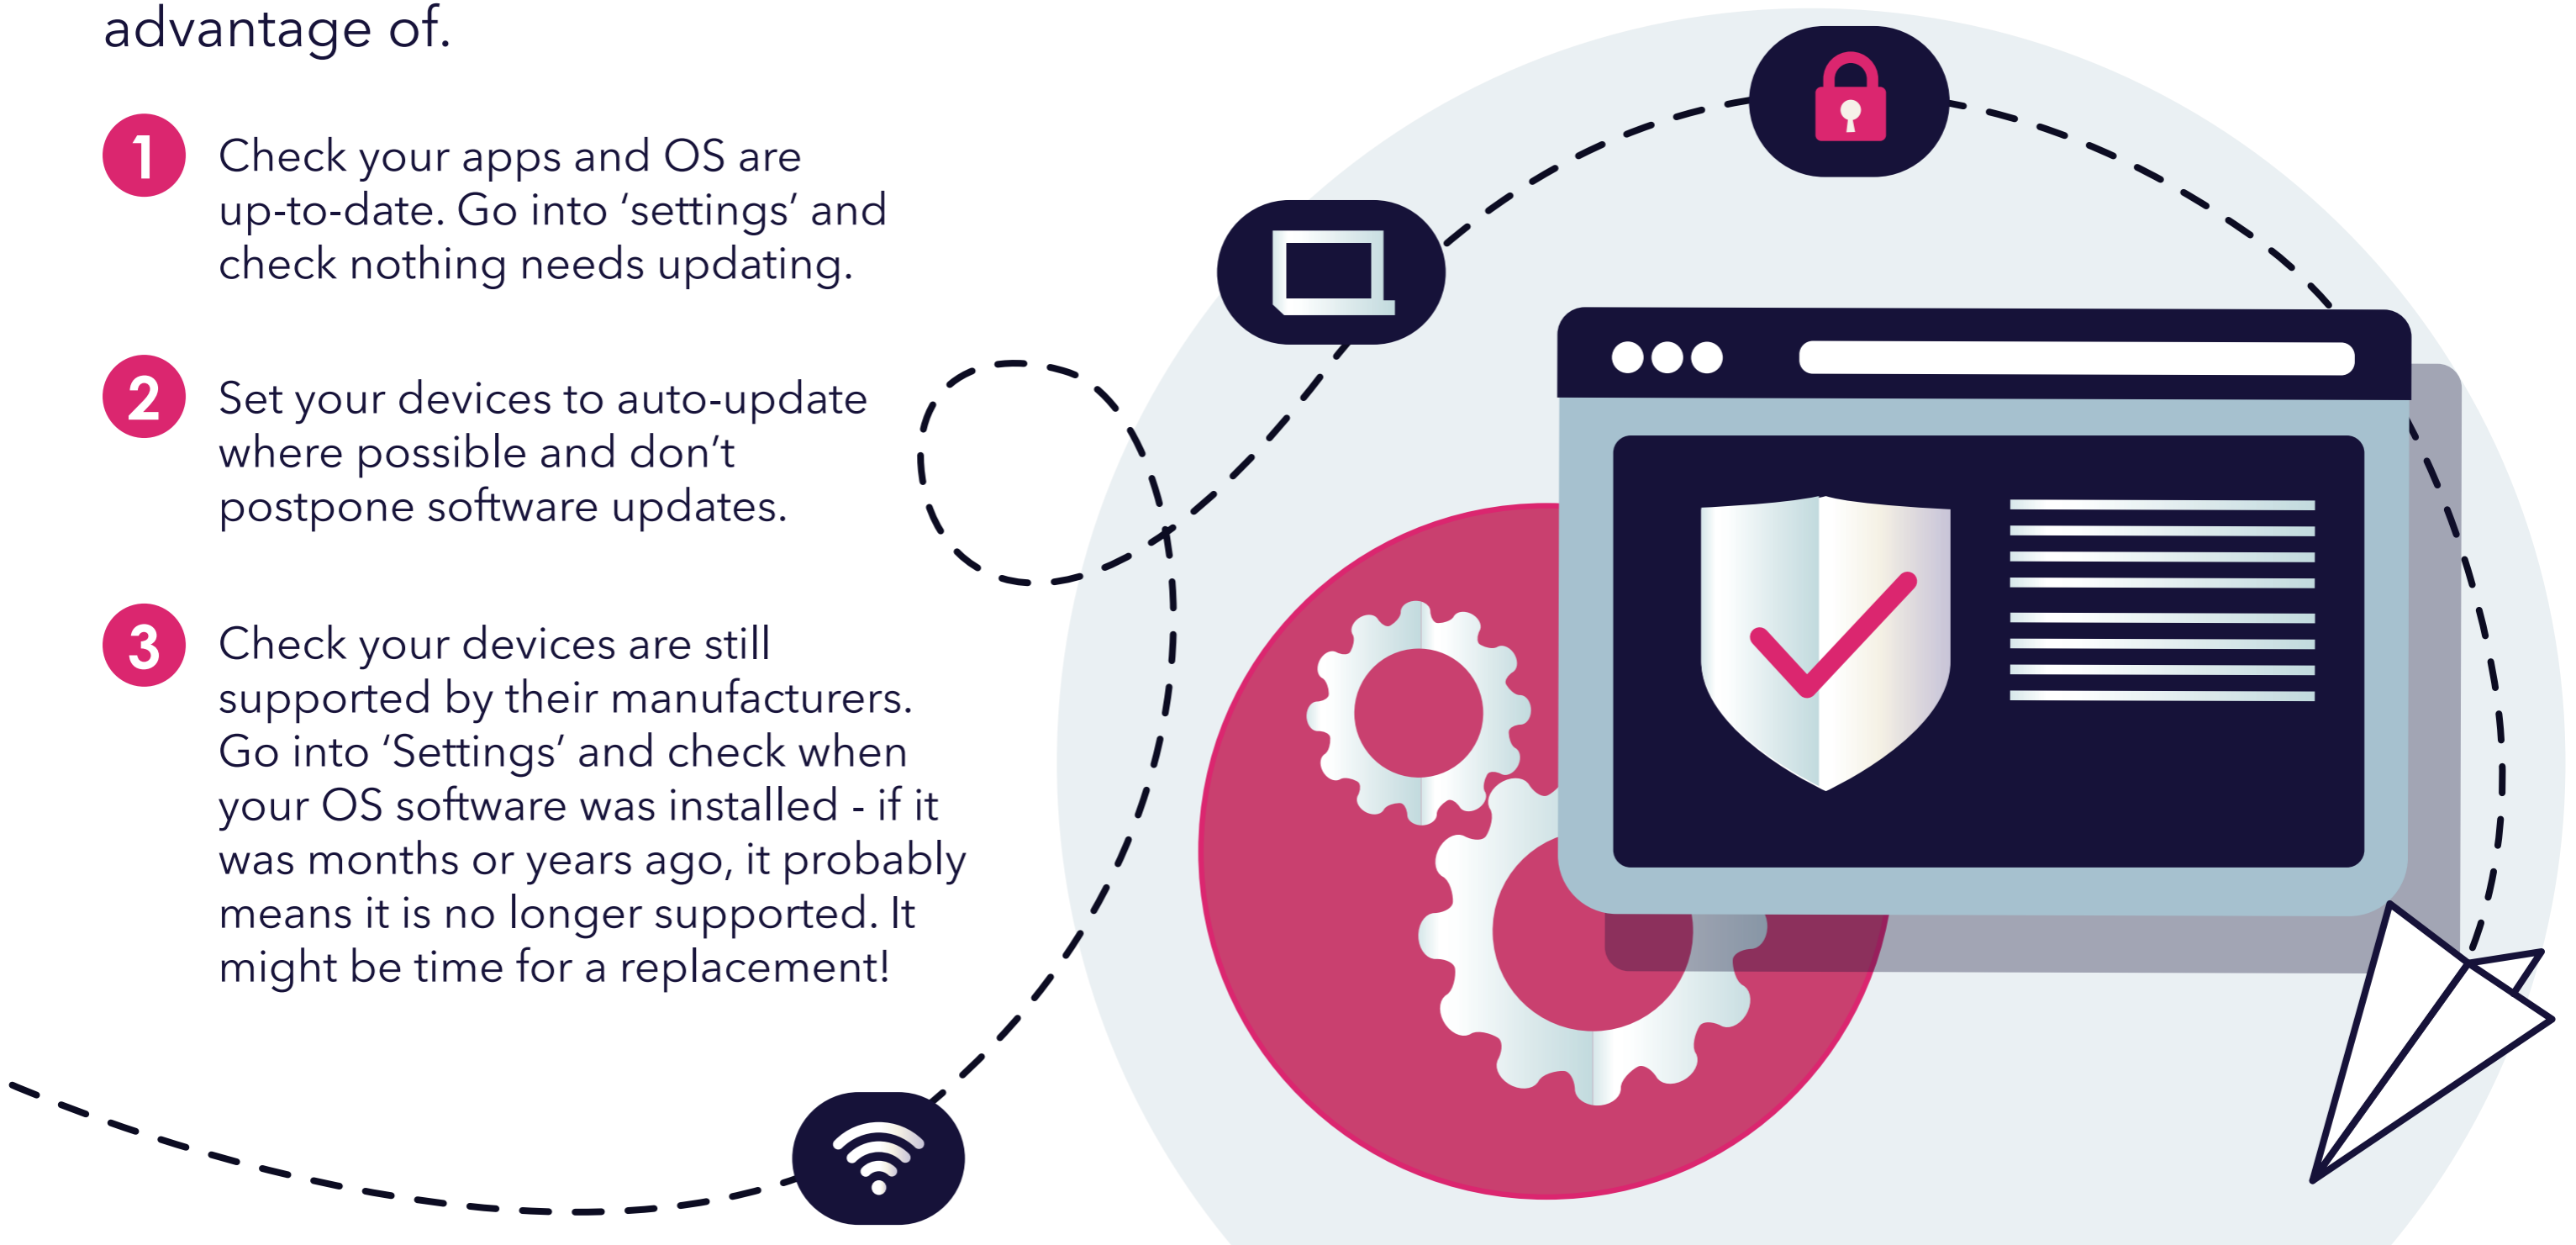 advantage of.
1
Check your apps and OS are
up-to-date. Go into ‘settings’ and
check nothing needs updating.
2
Set your devices to auto-update
where possible and don’t
postpone software updates.
3
Check your devices are still
supported by their manufacturers.
Go into ‘Settings’ and check when
your OS software was installed - if it
was months or years ago, it probably
means it is no longer supported. It
might be time for a replacement!